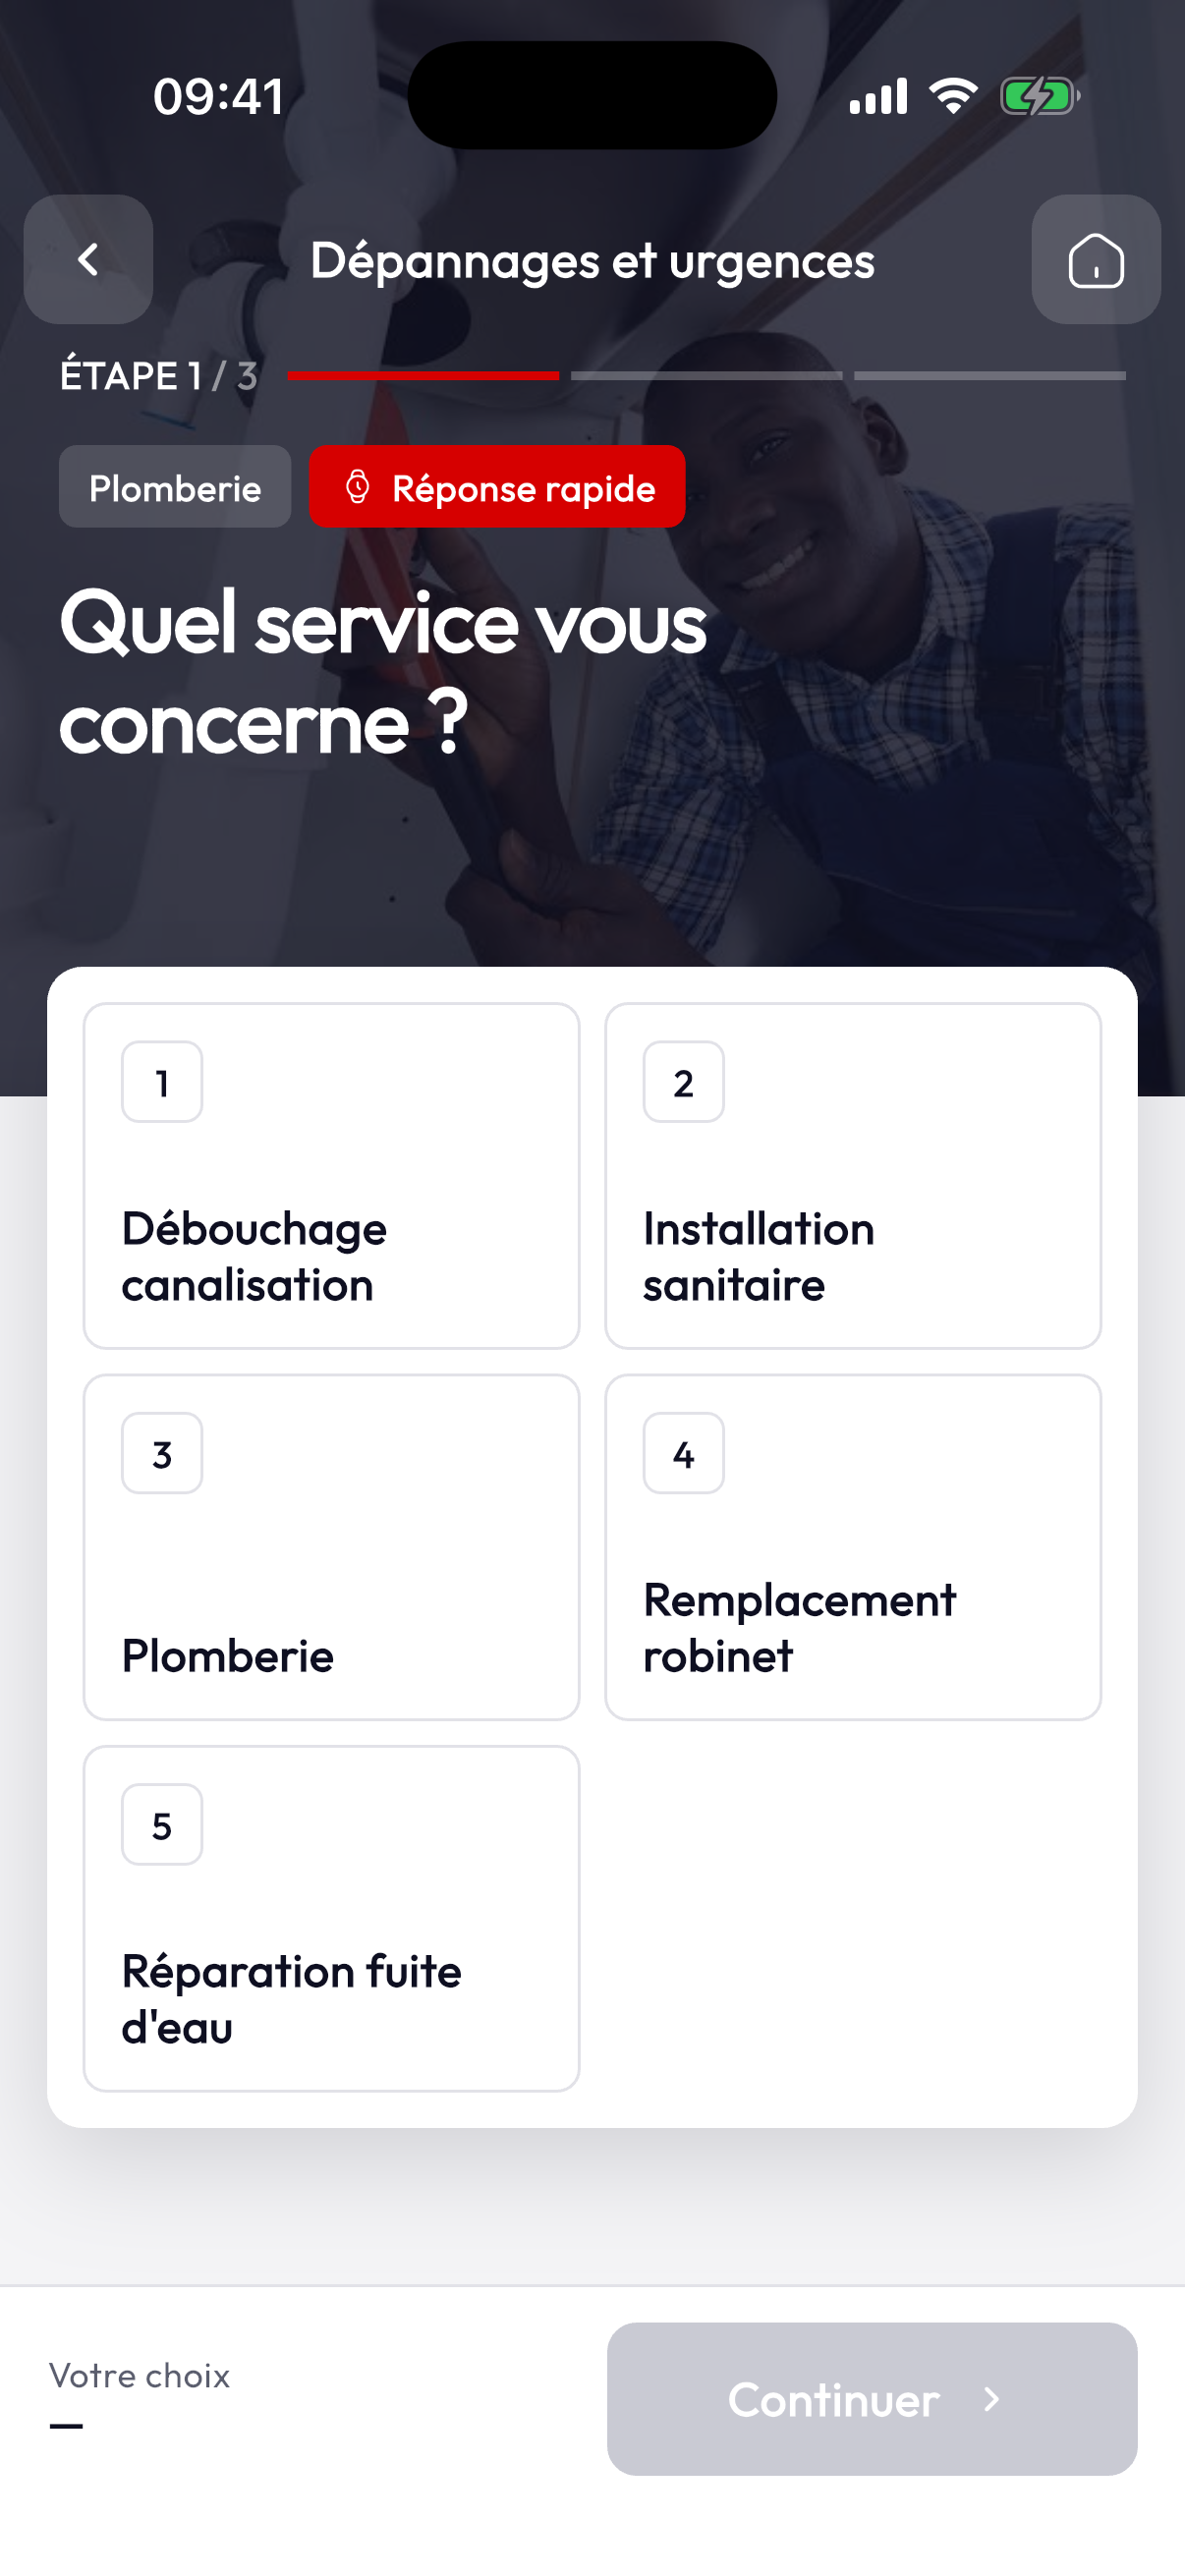 09:41
Dépannages et urgences
ÉTAPE 1 / 3
Plomberie
Réponse rapide
Quel service vous
concerne ?
1
Débouchage
canalisation
2
Installation
sanitaire
3
Plomberie
4
Remplacement
robinet
5
Réparation fuite
d'eau
Votre choix
—
Continuer